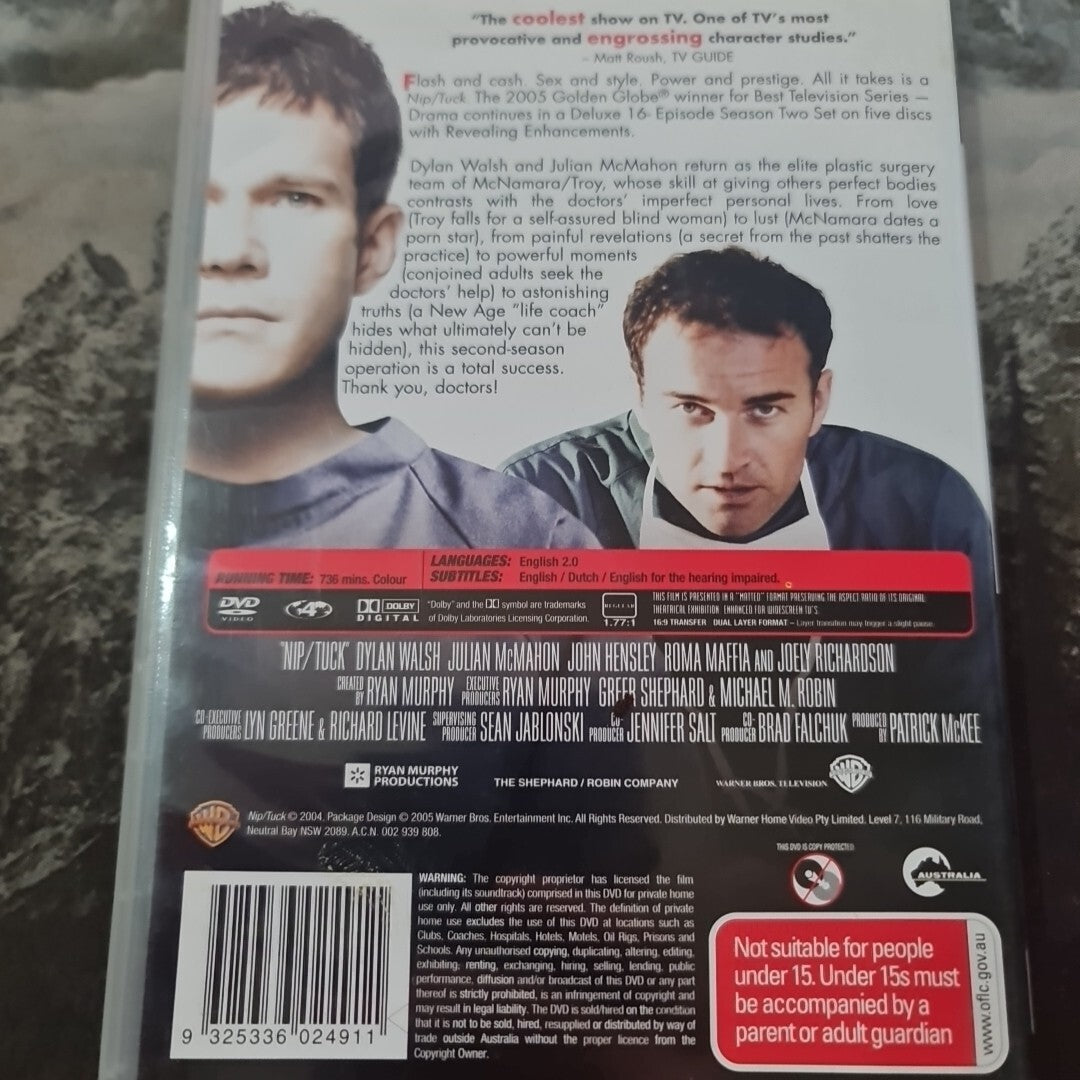 "The coolest show on TV. One of TV's most
provocative and engrossing character studies."
– Matt Roush, TV GUIDE
Flash and cash. Sex and style. Power and prestige. All it takes is a
Nip/Tuck. The 2005 Golden Globe® winner for Best Television Series —
Drama continues in a Deluxe 16- Episode Season Two Set on five discs
with Revealing Enhancements.
Dylan Walsh and Julian McMahon return as the elite plastic surgery
team of McNamara/Troy, whose skill at giving others perfect bodies
contrasts with the doctors' imperfect personal lives. From love
(Troy falls for a self-assured blind woman) to lust (McNamara dates a
porn star), from painful revelations (a secret from the past shatters the
practice) to powerful moments
(conjoined adults seek the
doctors' help) to astonishing
truths (a New Age "life coach"
hides what ultimately can't be
hidden), this second-season
operation is a total success.
Thank you, doctors!
RUNNING TIME: 736 mins. Colour
LANGUAGES: English 2.0
SUBTITLES: English / Dutch / English for the hearing impaired.
DVD
VIDEO
4
DOLBY
DIGITAL
"Dolby" and the DD symbol are trademarks
of Dolby Laboratories Licensing Corporation.
REGULAR
1.77:1
THIS FILM IS PRESENTED IN A "MATTED" FORMAT PRESERVING THE ASPECT RATIO OF ITS ORIGINAL
THEATRICAL EXHIBITION. ENHANCED FOR WIDESCREEN TV'S.
16:9 TRANSFER DUAL LAYER FORMAT – Layer transition may trigger a slight pause.
"NIP/TUCK" DYLAN WALSH JULIAN McMAHON JOHN HENSLEY ROMA MAFFIA AND JOELY RICHARDSON
CREATED BY RYAN MURPHY EXECUTIVE PRODUCERS RYAN MURPHY GREER SHEPHARD & MICHAEL M. ROBIN
CO-EXECUTIVE PRODUCERS LYN GREENE & RICHARD LEVINE SUPERVISING PRODUCER SEAN JABLONSKI CO-PRODUCER JENNIFER SALT CO-PRODUCER BRAD FALCHUK PRODUCED BY PATRICK McKEE
RYAN MURPHY
PRODUCTIONS
THE SHEPHARD / ROBIN COMPANY
WARNER BROS. TELEVISION
WB
WB
Nip/Tuck © 2004. Package Design © 2005 Warner Bros. Entertainment Inc. All Rights Reserved. Distributed by Warner Home Video Pty Limited. Level 7, 116 Military Road,
Neutral Bay NSW 2089. A.C.N. 002 939 808.
THIS DVD IS COPY PROTECTED
AUSTRALIA
WARNING: The copyright proprietor has licensed the film
(including its soundtrack) comprised in this DVD for private home
use only. All other rights are reserved. The definition of private
home use excludes the use of this DVD at locations such as
Clubs, Coaches, Hospitals, Hotels, Motels, Oil Rigs, Prisons and
Schools. Any unauthorised copying, duplicating, altering, editing,
exhibiting, renting, exchanging, hiring, selling, lending, public
performance, diffusion and/or broadcast of this DVD or any part
thereof is strictly prohibited, is an infringement of copyright and
may result in legal liability. The DVD is sold/hired on the condition
that it is not to be sold, hired, resupplied or distributed by way of
trade outside Australia without the proper licence from the
Copyright Owner.
9 325336 024911
Not suitable for people
under 15. Under 15s must
be accompanied by a
parent or adult guardian
www.oflc.gov.au